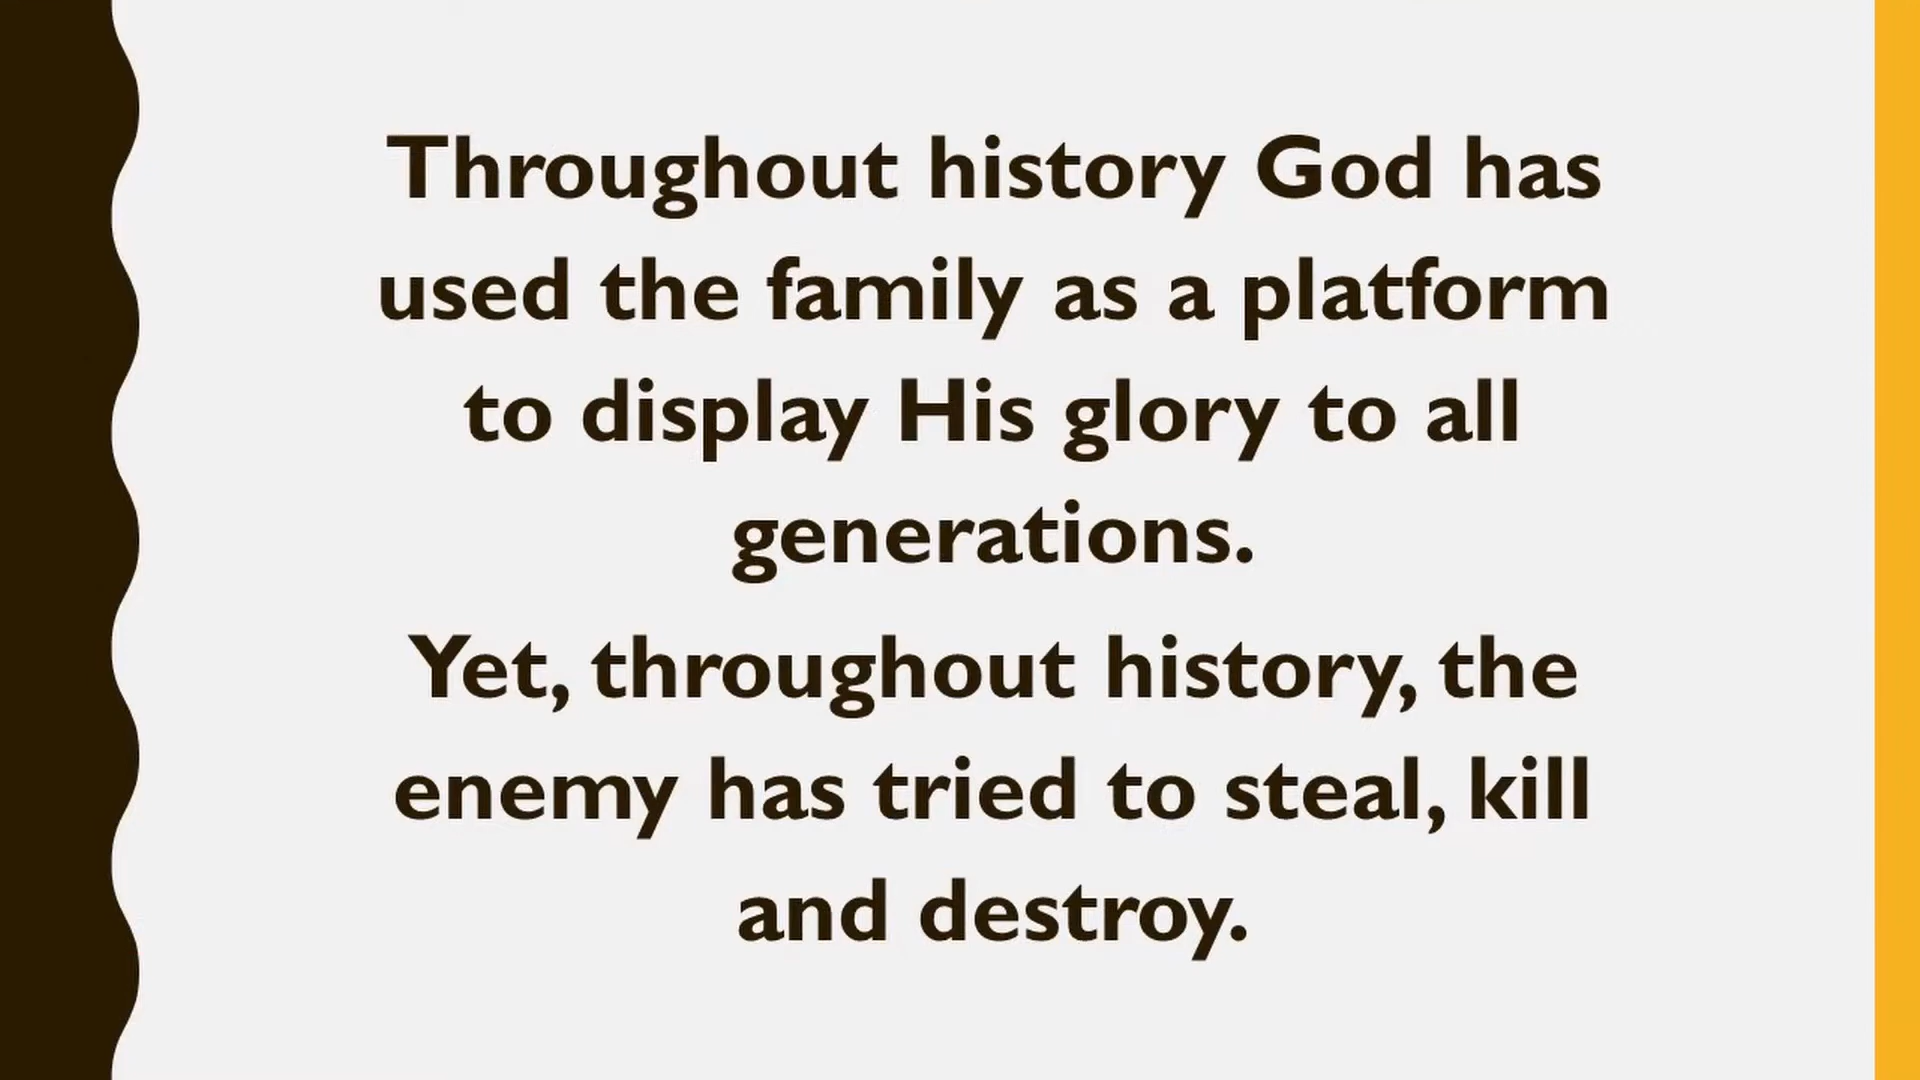 Throughout history God has
used the family as a platform
to display His glory to all
generations.
Yet, throughout history, the
enemy has tried to steal, kill
and destroy.